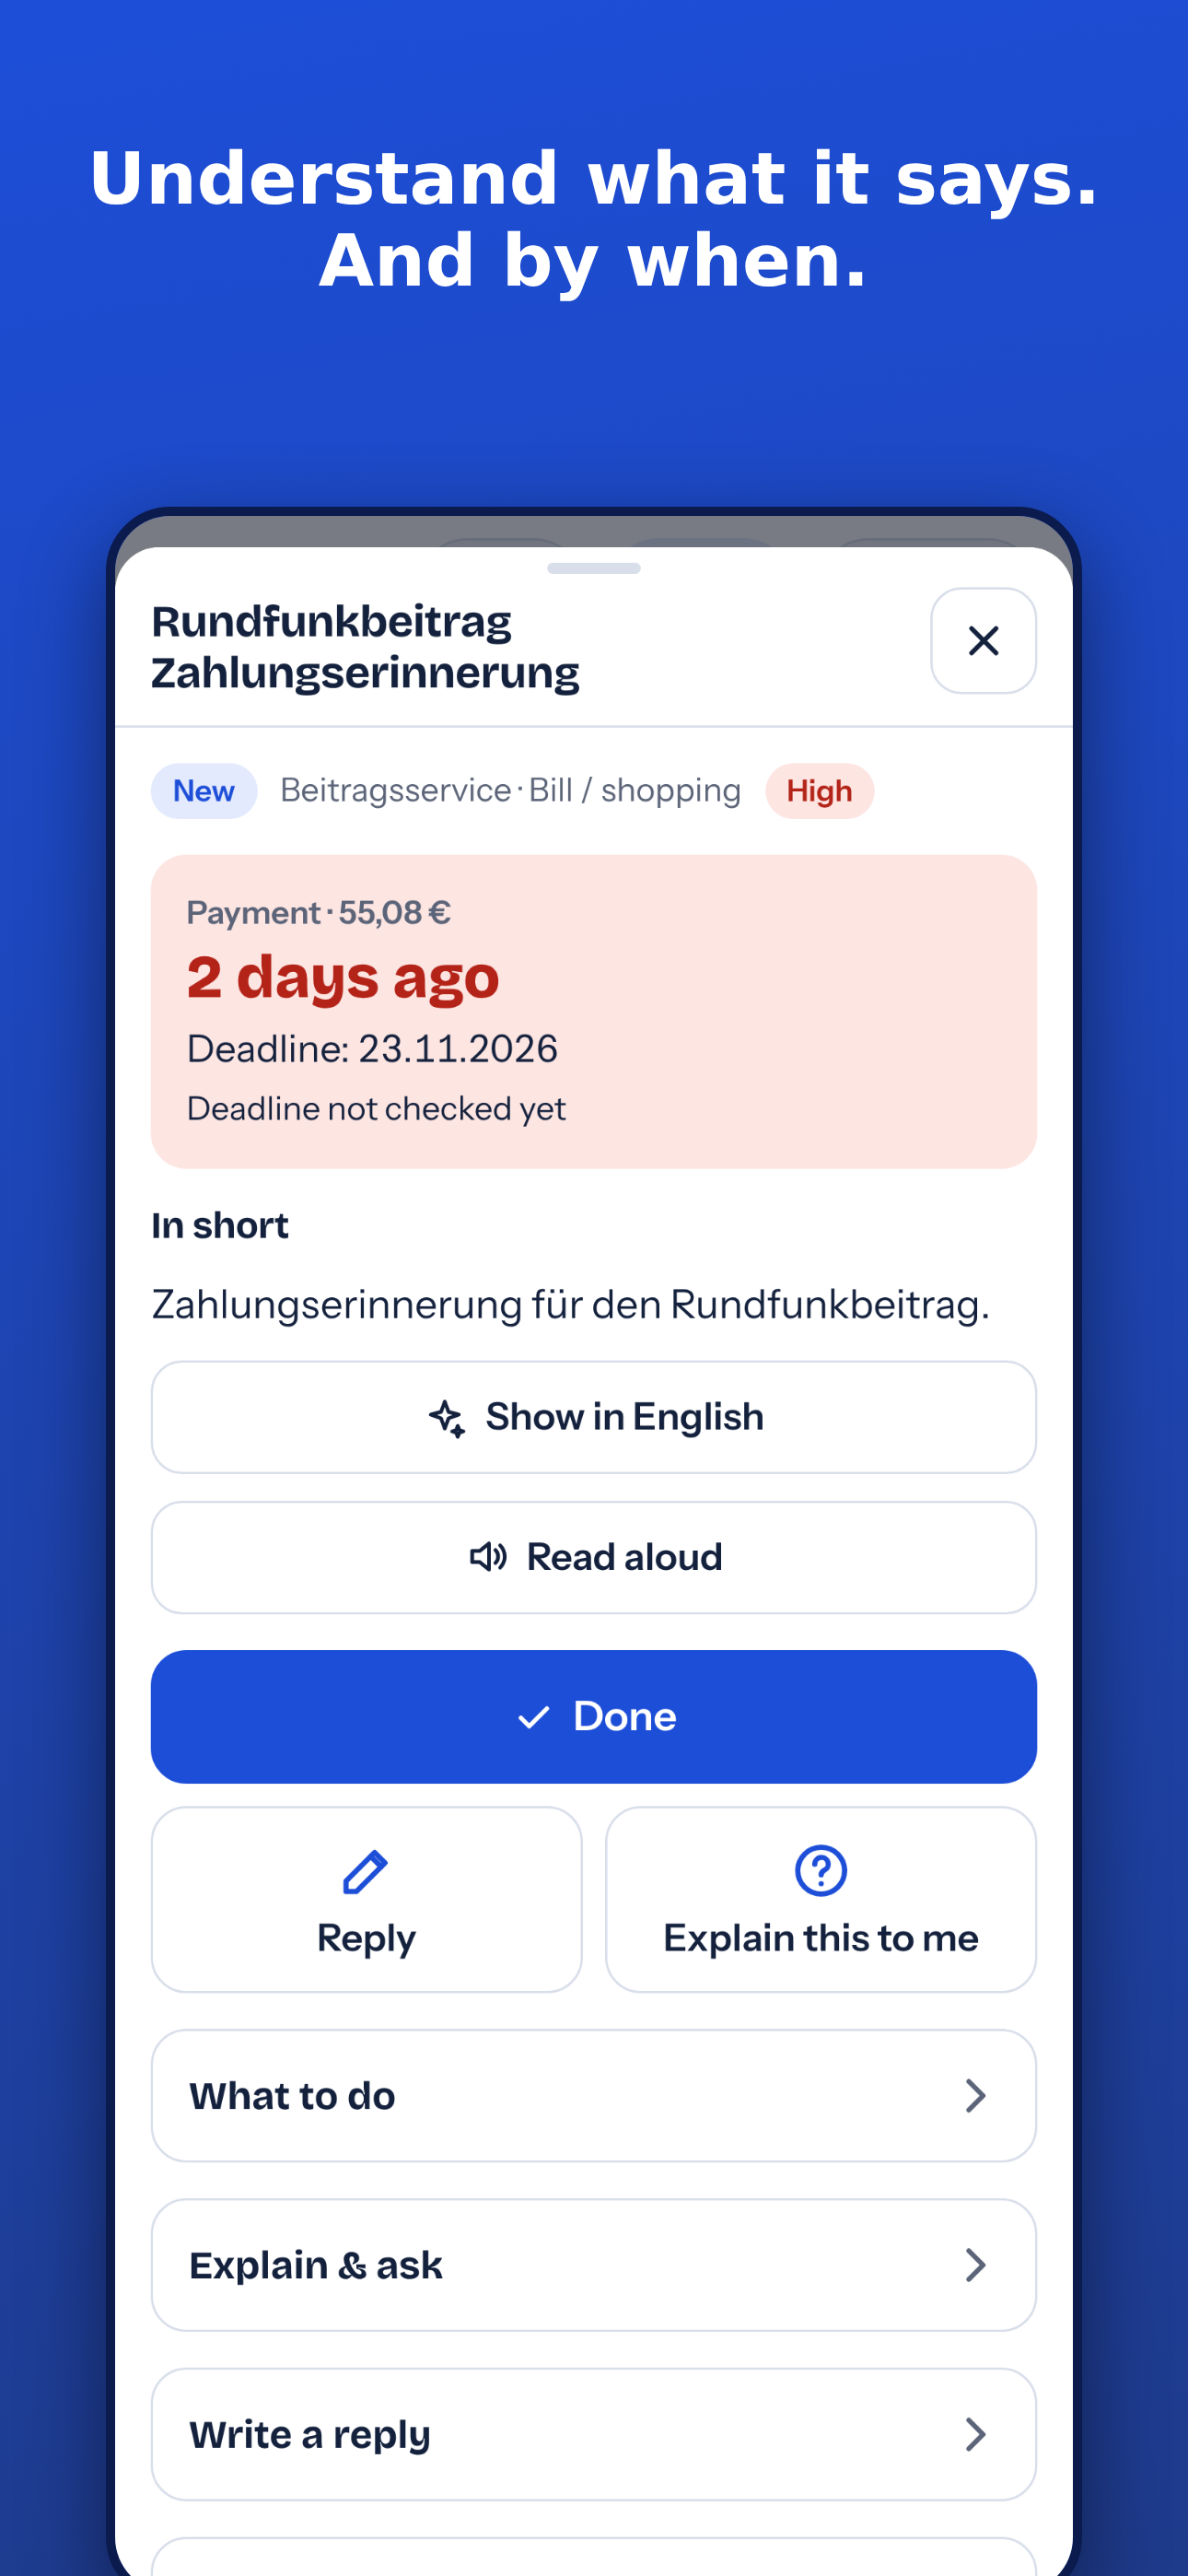 Understand what it says.
And by when.
Rundfunkbeitrag
Zahlungserinnerung
New Beitragsservice · Bill / shopping High
Payment · 55,08 €
2 days ago
Deadline: 23.11.2026
Deadline not checked yet
In short
Zahlungserinnerung für den Rundfunkbeitrag.
Show in English
Read aloud
Done
Reply Explain this to me
What to do
Explain & ask
Write a reply